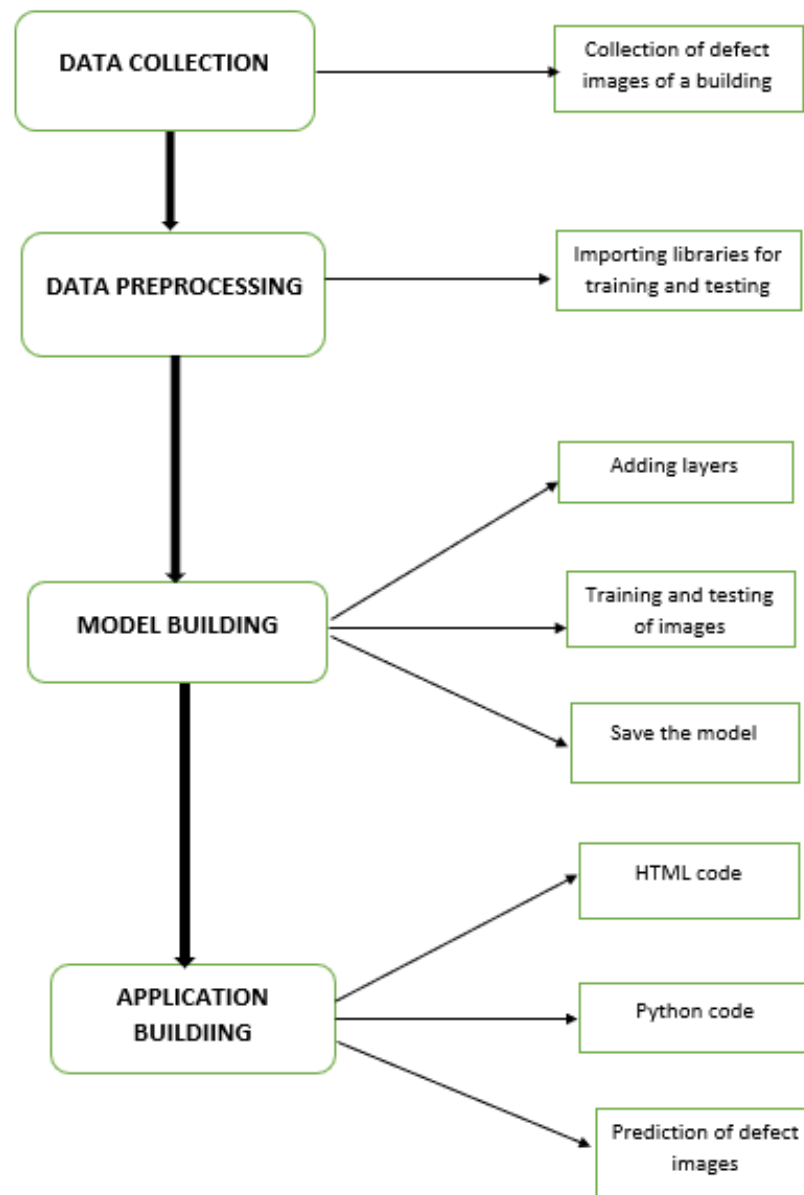 DATA COLLECTION
Collection of defect
images of a building
DATA PREPROCESSING
Importing libraries for
training and testing
Adding layers
MODEL BUILDING
Training and testing
of images
Save the model
HTML code
APPLICATION
BUILDIING
Python code
Prediction of defect
images